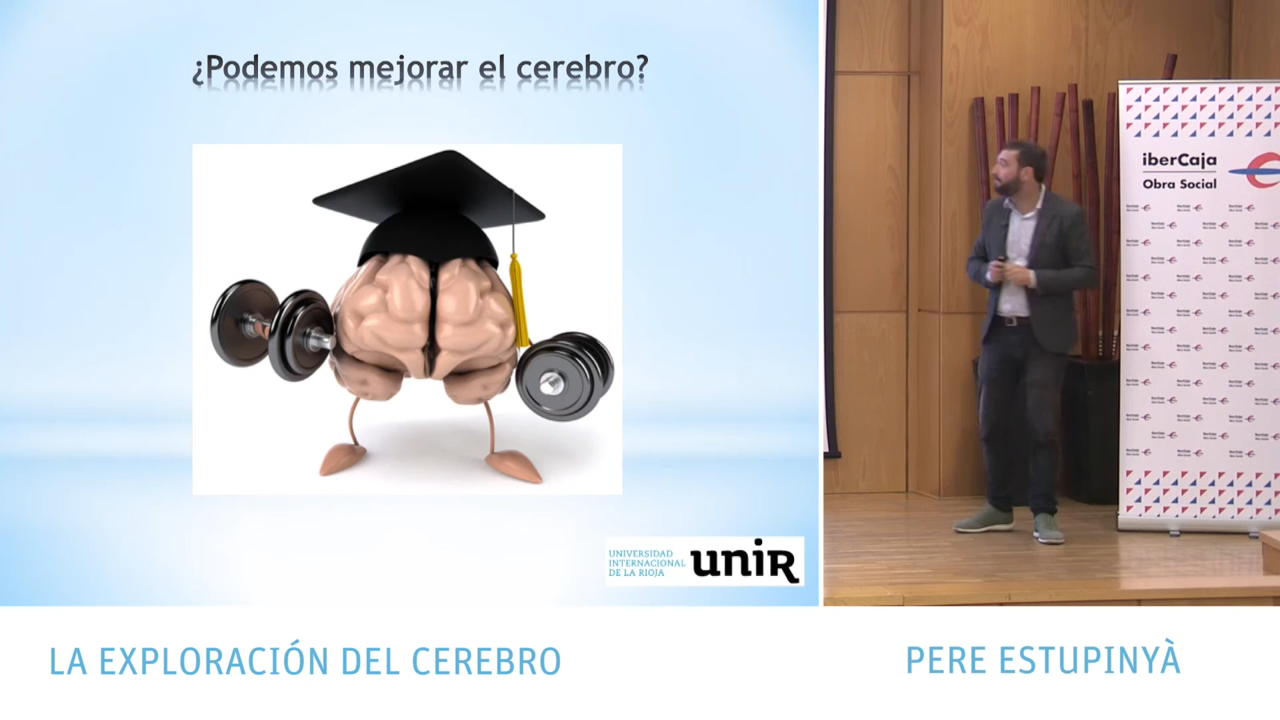 ¿Podemos mejorar el cerebro?
UNIVERSIDAD
INTERNACIONAL
DE LA RIOJA
uniR
iberCaja
Obra Social
LA EXPLORACIÓN DEL CEREBRO
PERE ESTUPINYÀ